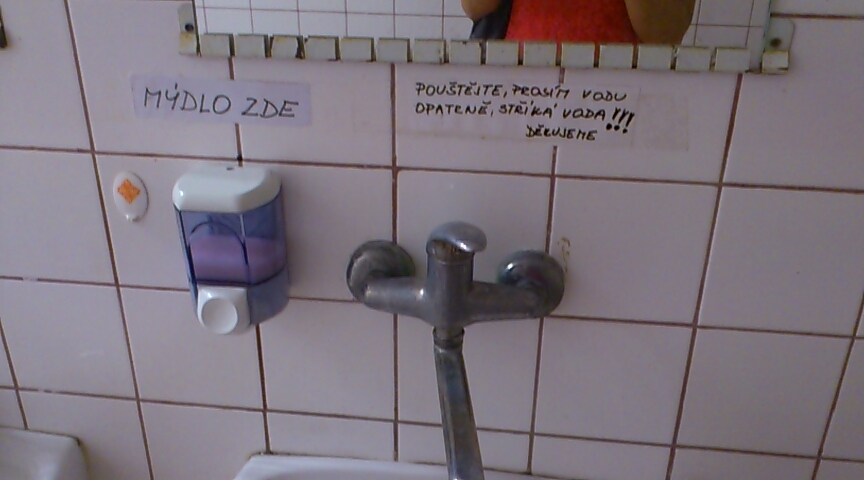 MÝDLO ZDE
POUŠTĚJTE, PROSÍM VODU
OPATRNĚ, STŘÍKÁ VODA!!!
DĚKUJEME